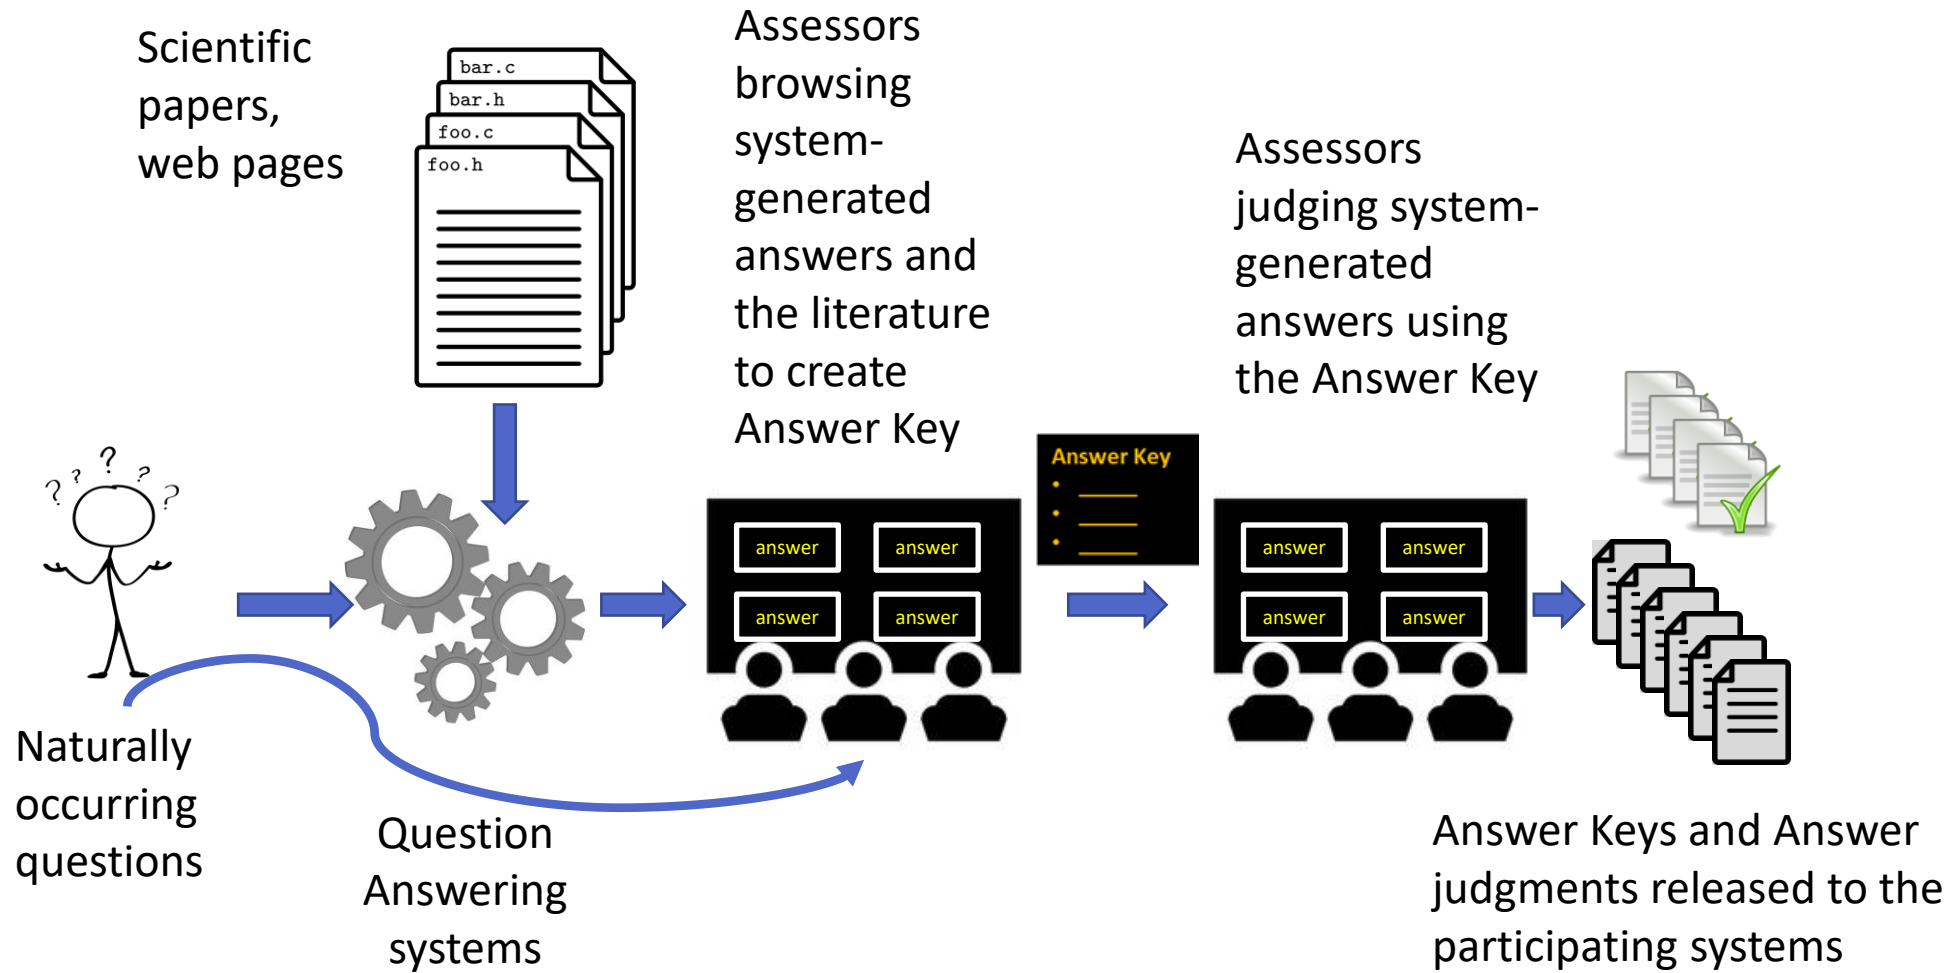 Scientific
papers,
web pages
bar.c
bar.h
foo.c
foo.h
Assessors
browsing
system-
generated
answers and
the literature
to create
Answer Key
Assessors
judging system-
generated
answers using
the Answer Key
? ? ? ? ?
Answer Key
answer answer
answer answer
answer answer
answer answer
Naturally
occurring
questions
Question
Answering
systems
Answer Keys and Answer
judgments released to the
participating systems